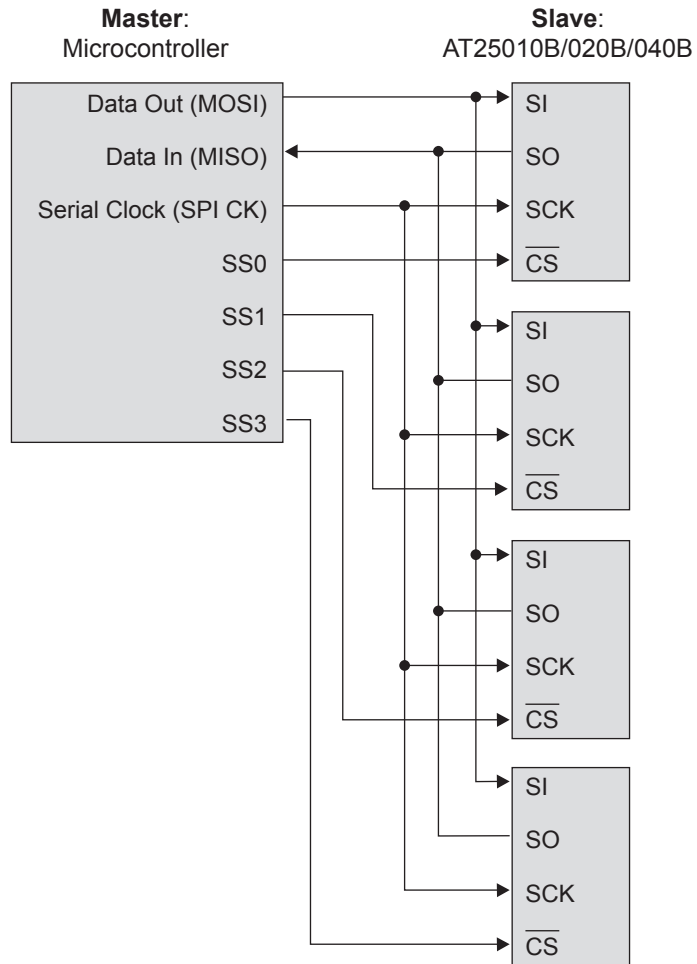 Master:
Microcontroller
Slave:
AT25010B/020B/040B
Data Out (MOSI)
Data In (MISO)
Serial Clock (SPI CK)
SS0
SS1
SS2
SS3
SI
SO
SCK
CS
SI
SO
SCK
CS
SI
SO
SCK
CS
SI
SO
SCK
CS